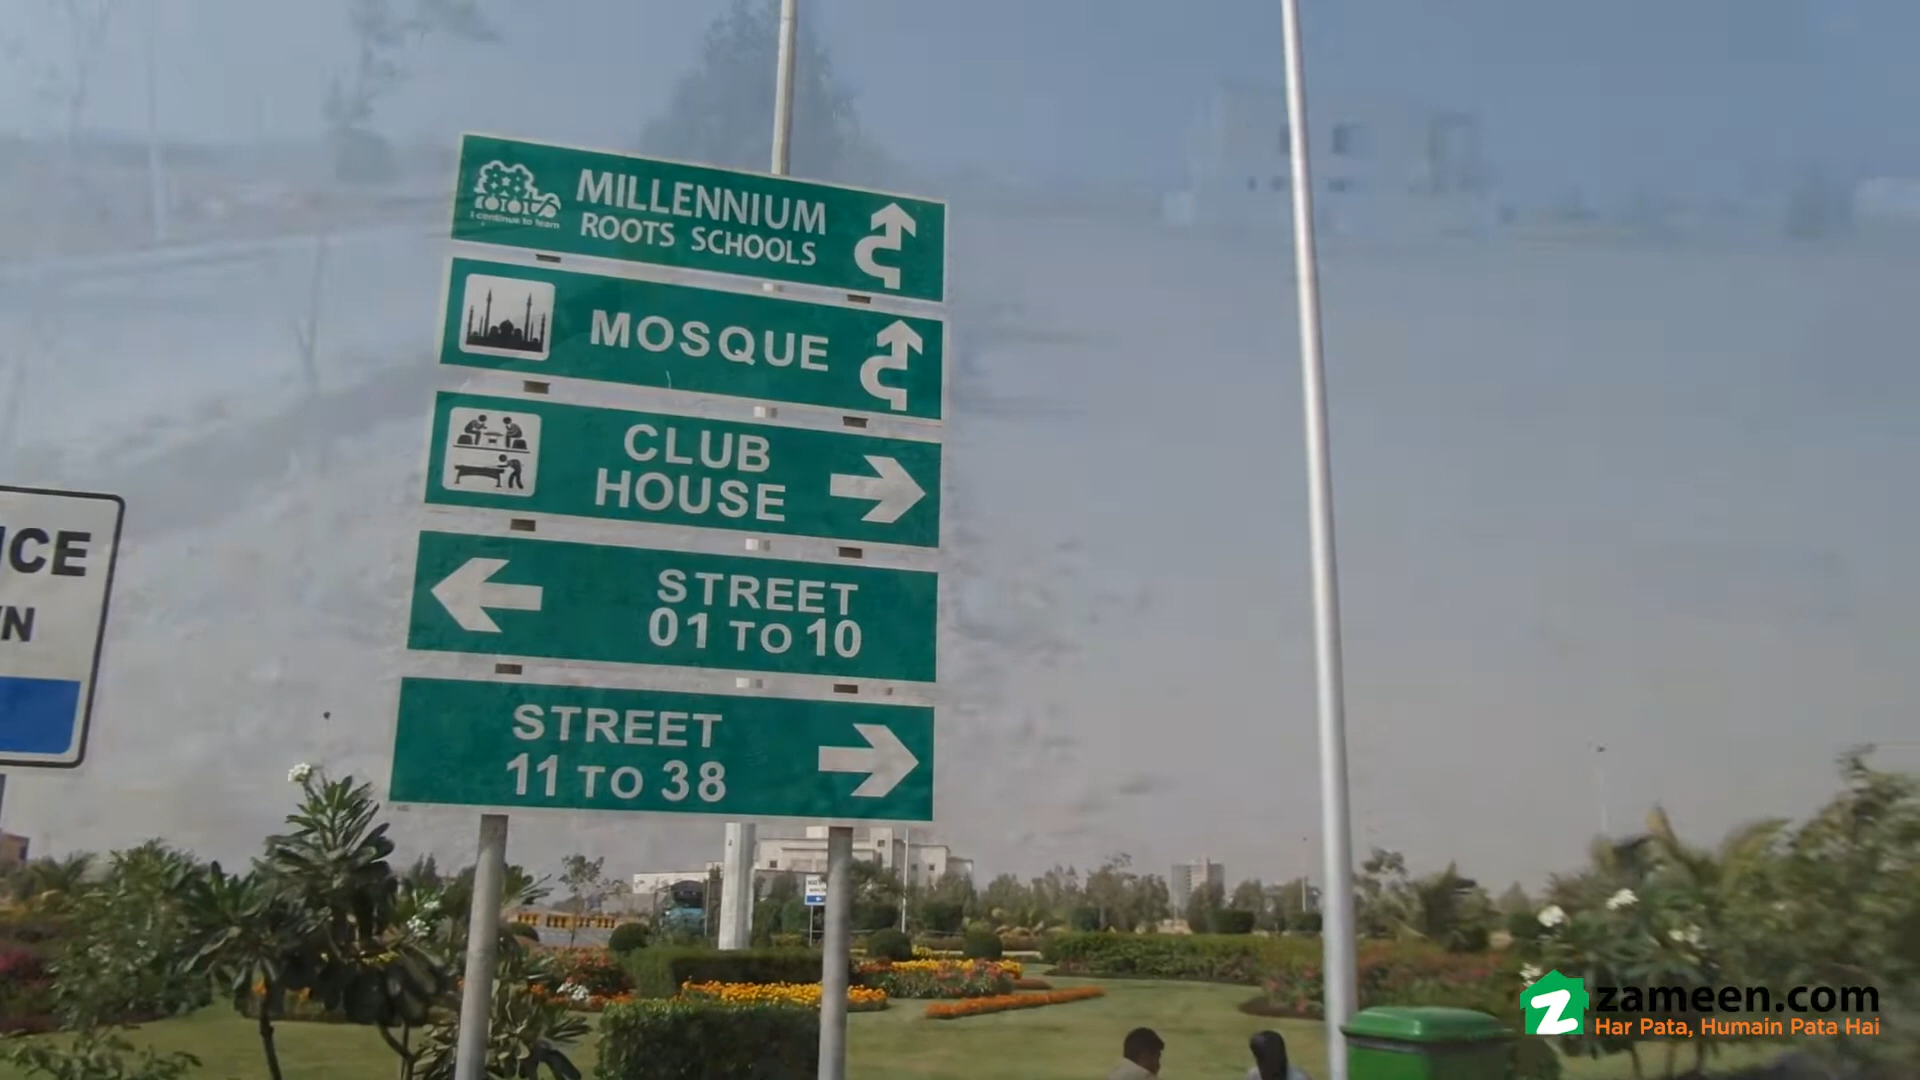 I continue to learn
MILLENNIUM
ROOTS SCHOOLS
MOSQUE
CLUB
HOUSE
STREET
01 TO 10
STREET
11 TO 38
zameen.com
Har Pata, Humain Pata Hai